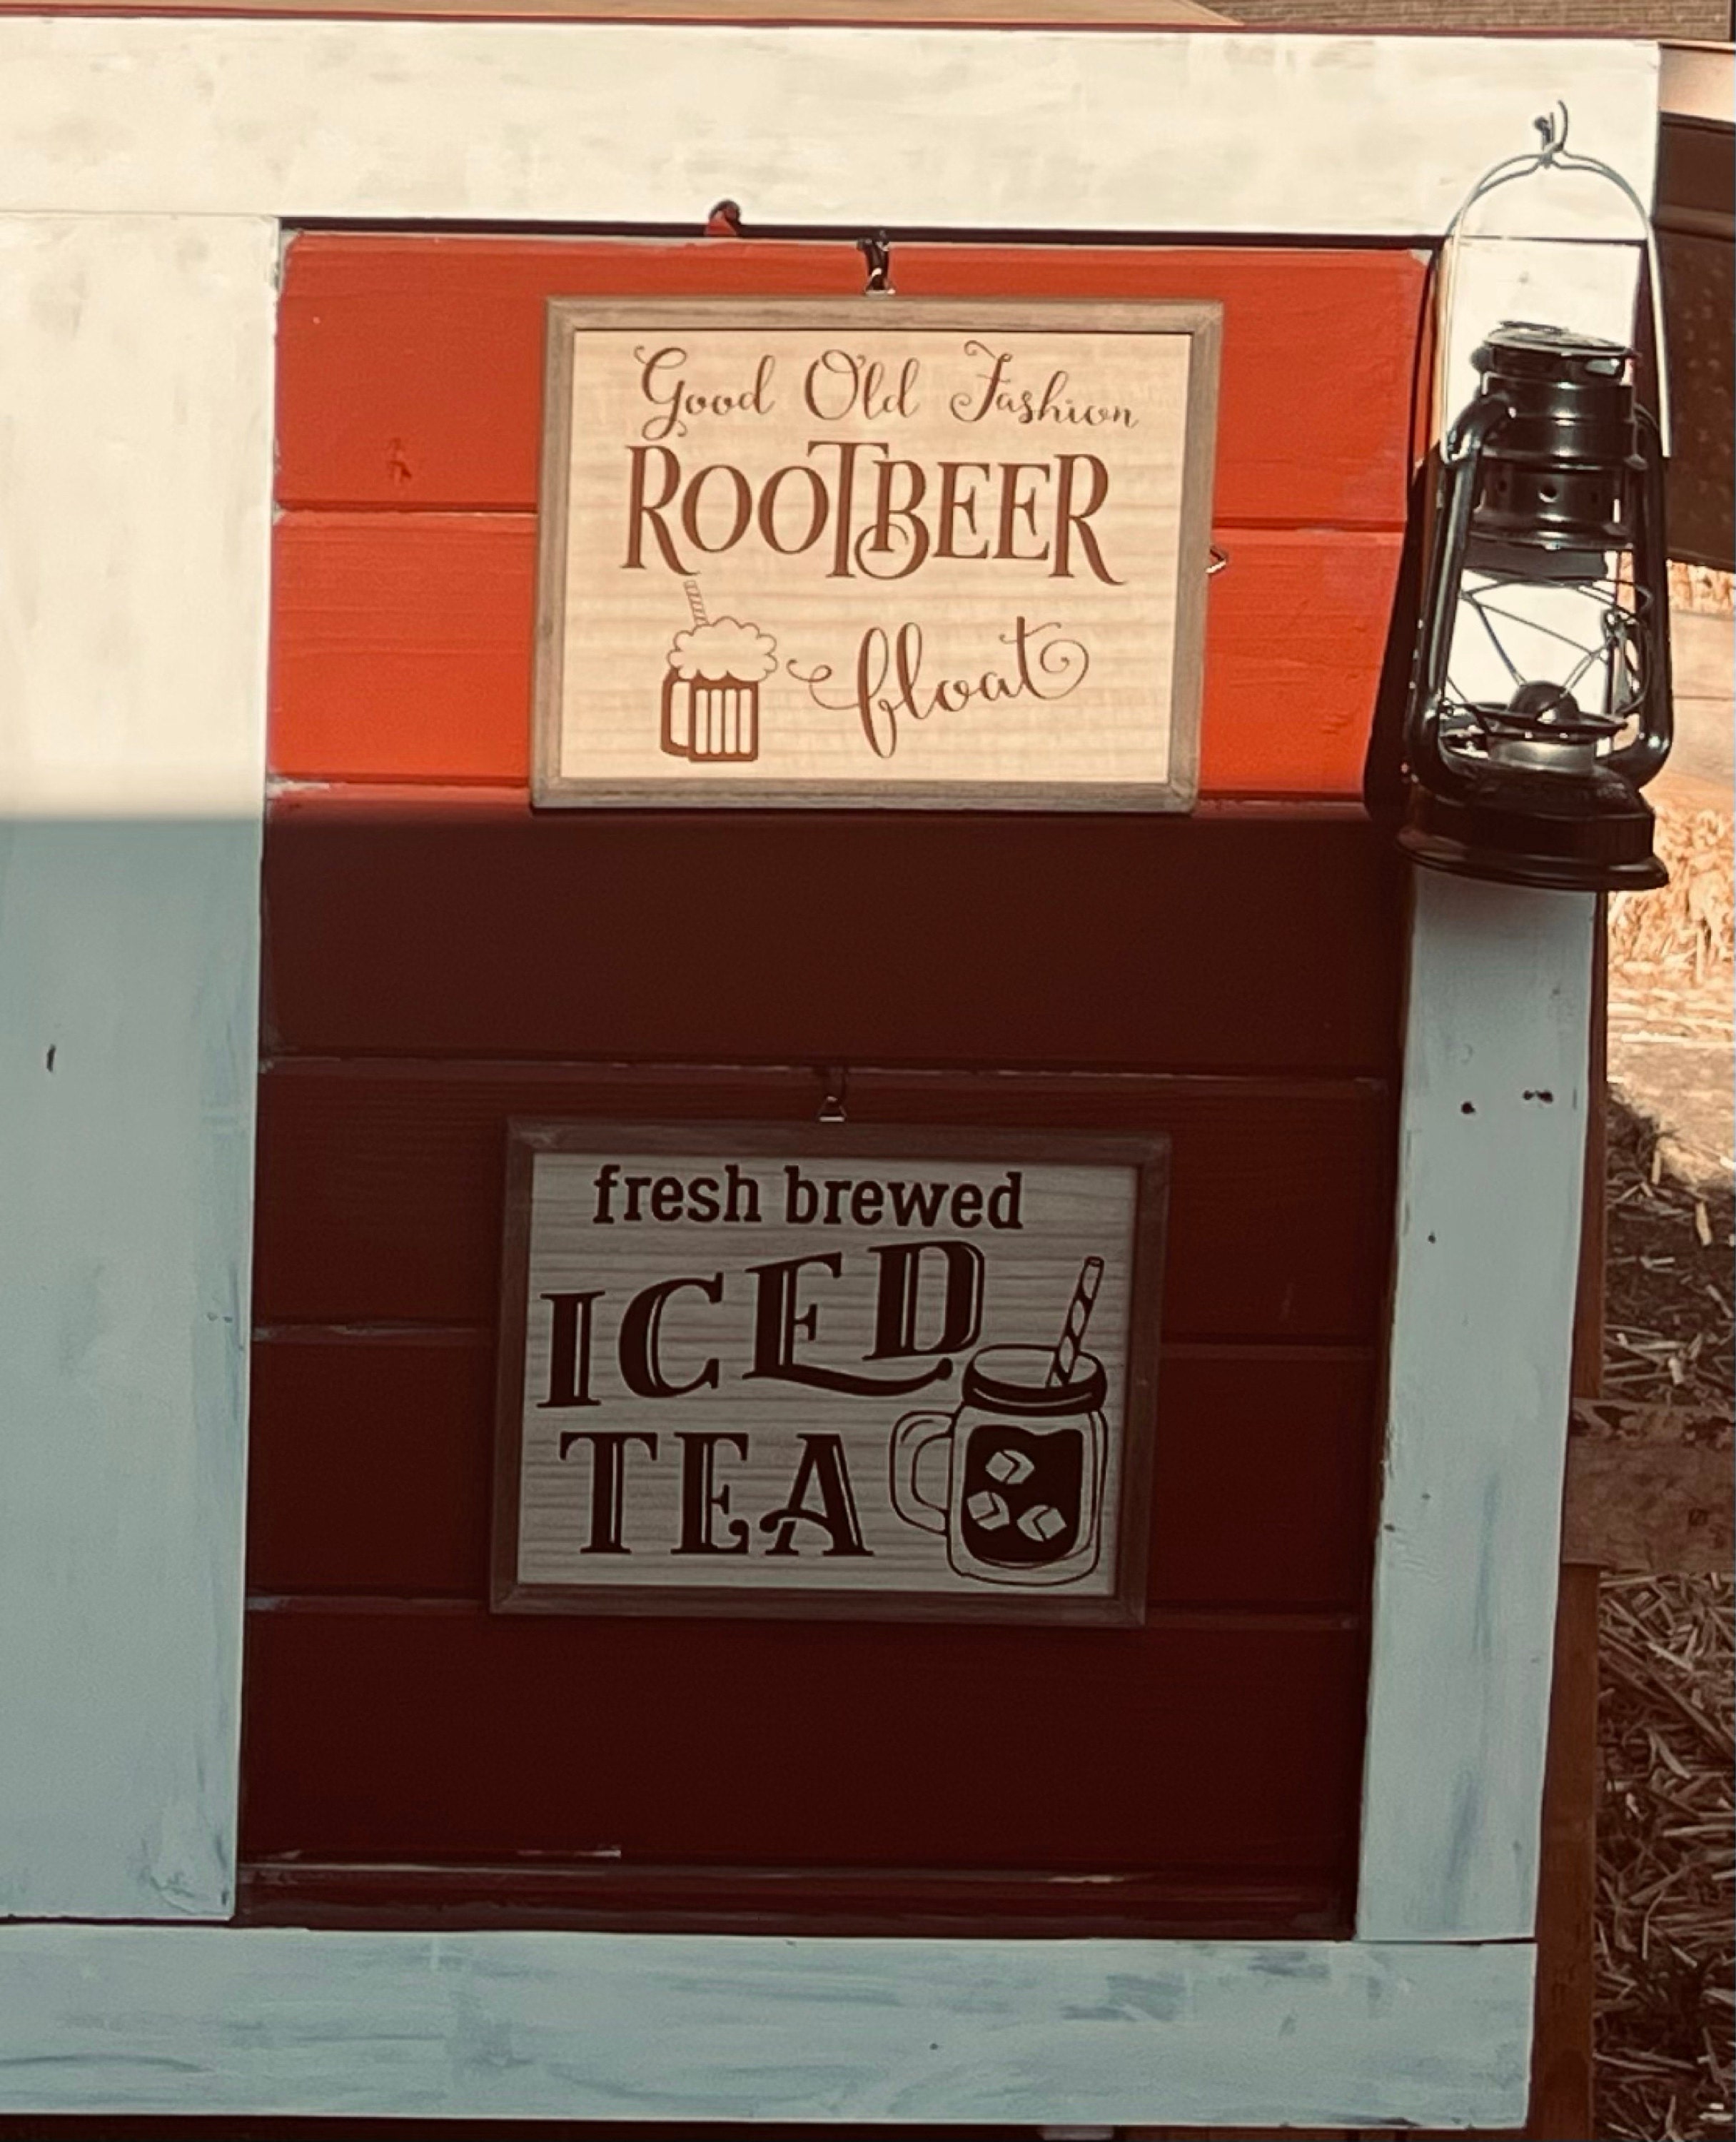 Good Old Fashion
ROOTBEER
float
fresh brewed
ICED
TEA